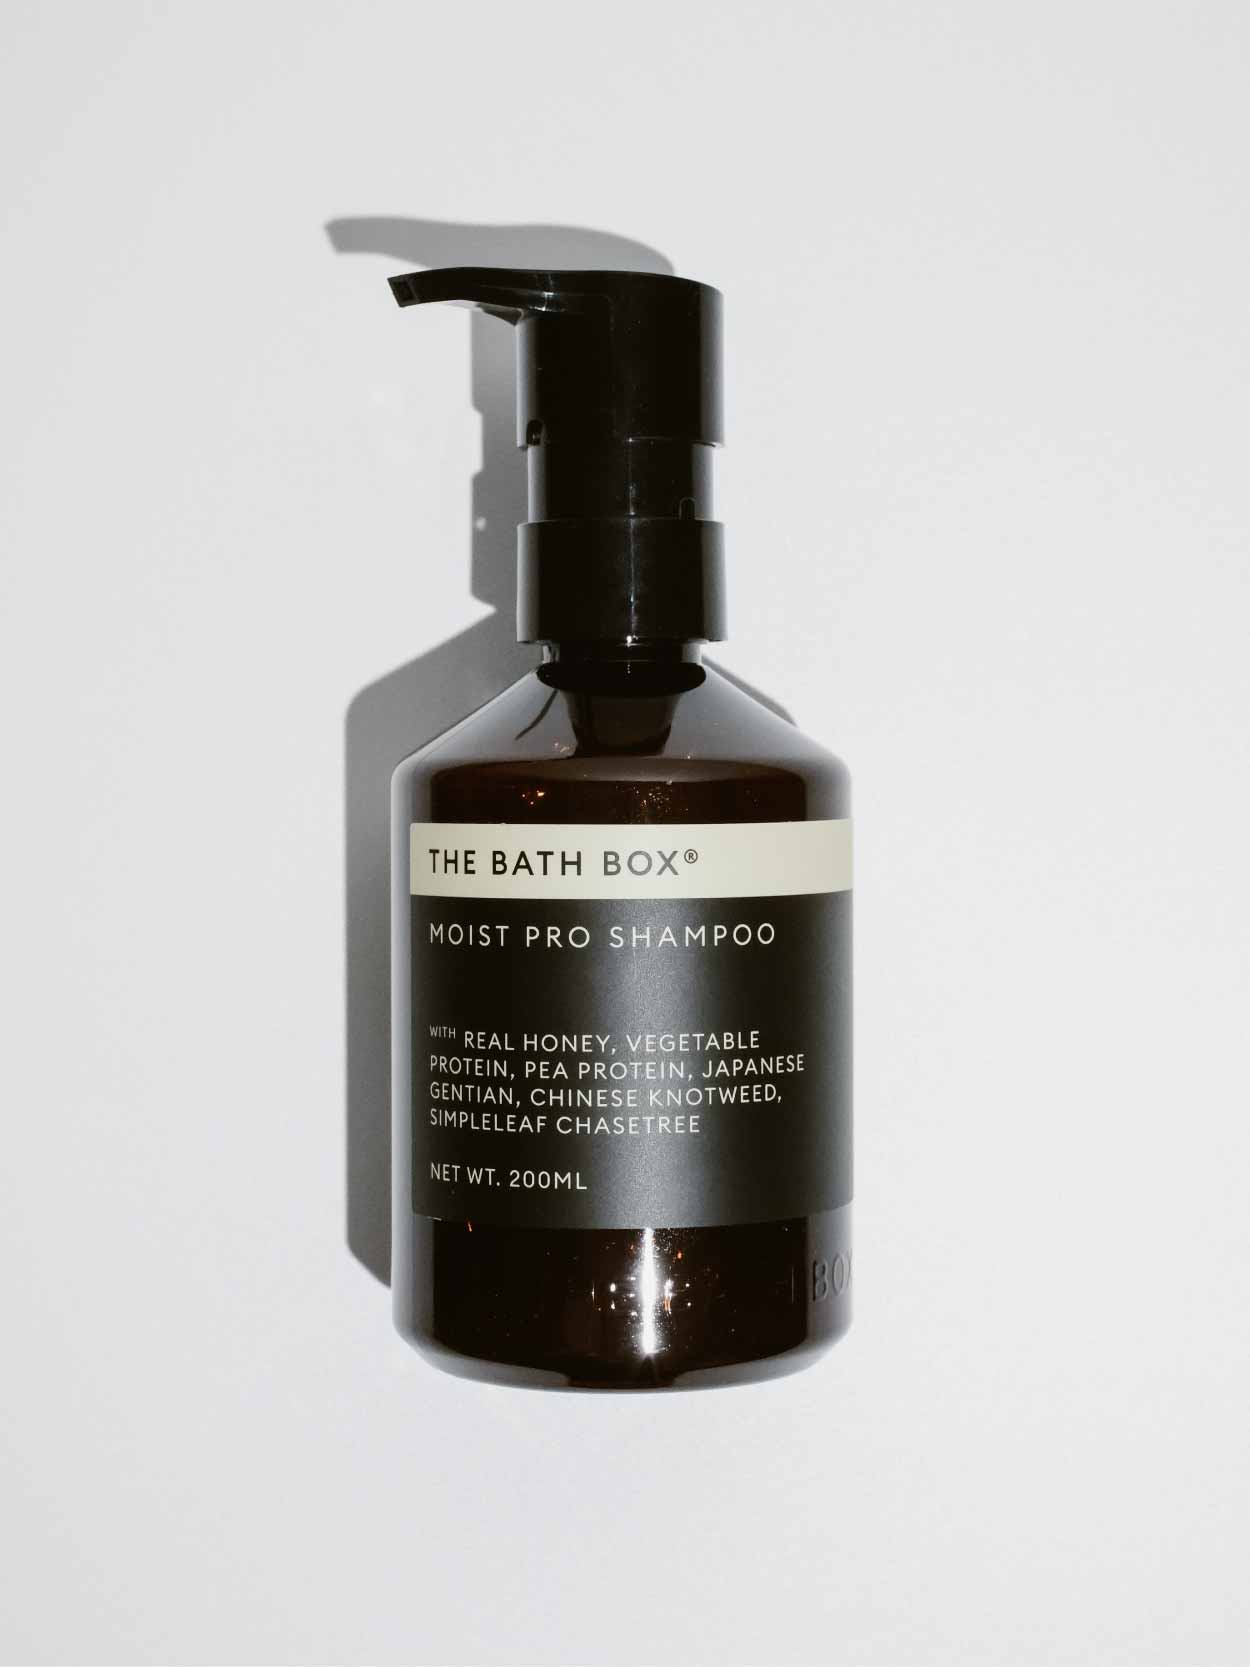 THE BATH BOX®
MOIST PRO SHAMPOO
WITH REAL HONEY, VEGETABLE
PROTEIN, PEA PROTEIN, JAPANESE
GENTIAN, CHINESE KNOTWEED,
SIMPLELEAF CHASETREE
NET WT. 200ML
BOX